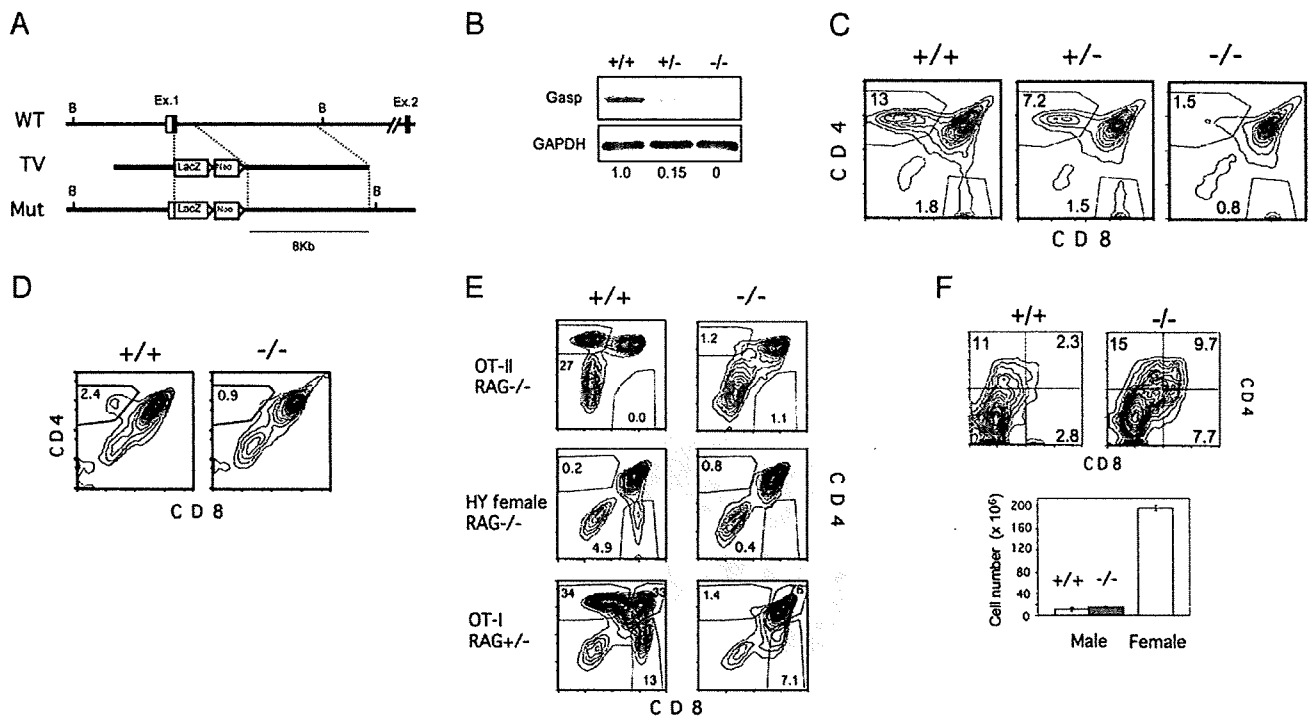 A
WT
B
Ex.1
B
Ex.2
TV
LacZ
Neo
Mut
B
LacZ
Neo
B
8Kb
B
+/+ +/- -/-
Gasp
GAPDH
1.0 0.15 0
C
+/+ +/- -/-
13
7.2
1.5
1.8
1.5
0.8
CD4
CD8
D
+/+ -/-
2.4
0.9
CD4
CD8
E
+/+ -/-
OT-II
RAG-/-
27
0.0
1.2
1.1
HY female
RAG-/-
0.2
4.9
0.8
0.4
OT-I
RAG+/-
34
33
13
1.4
76
7.1
CD4
CD8
F
+/+ -/-
11
2.3
2.8
15
9.7
7.7
CD4
CD8
Cell number (x 10⁶)
200
160
120
80
40
0
+/+ -/-
Male Female